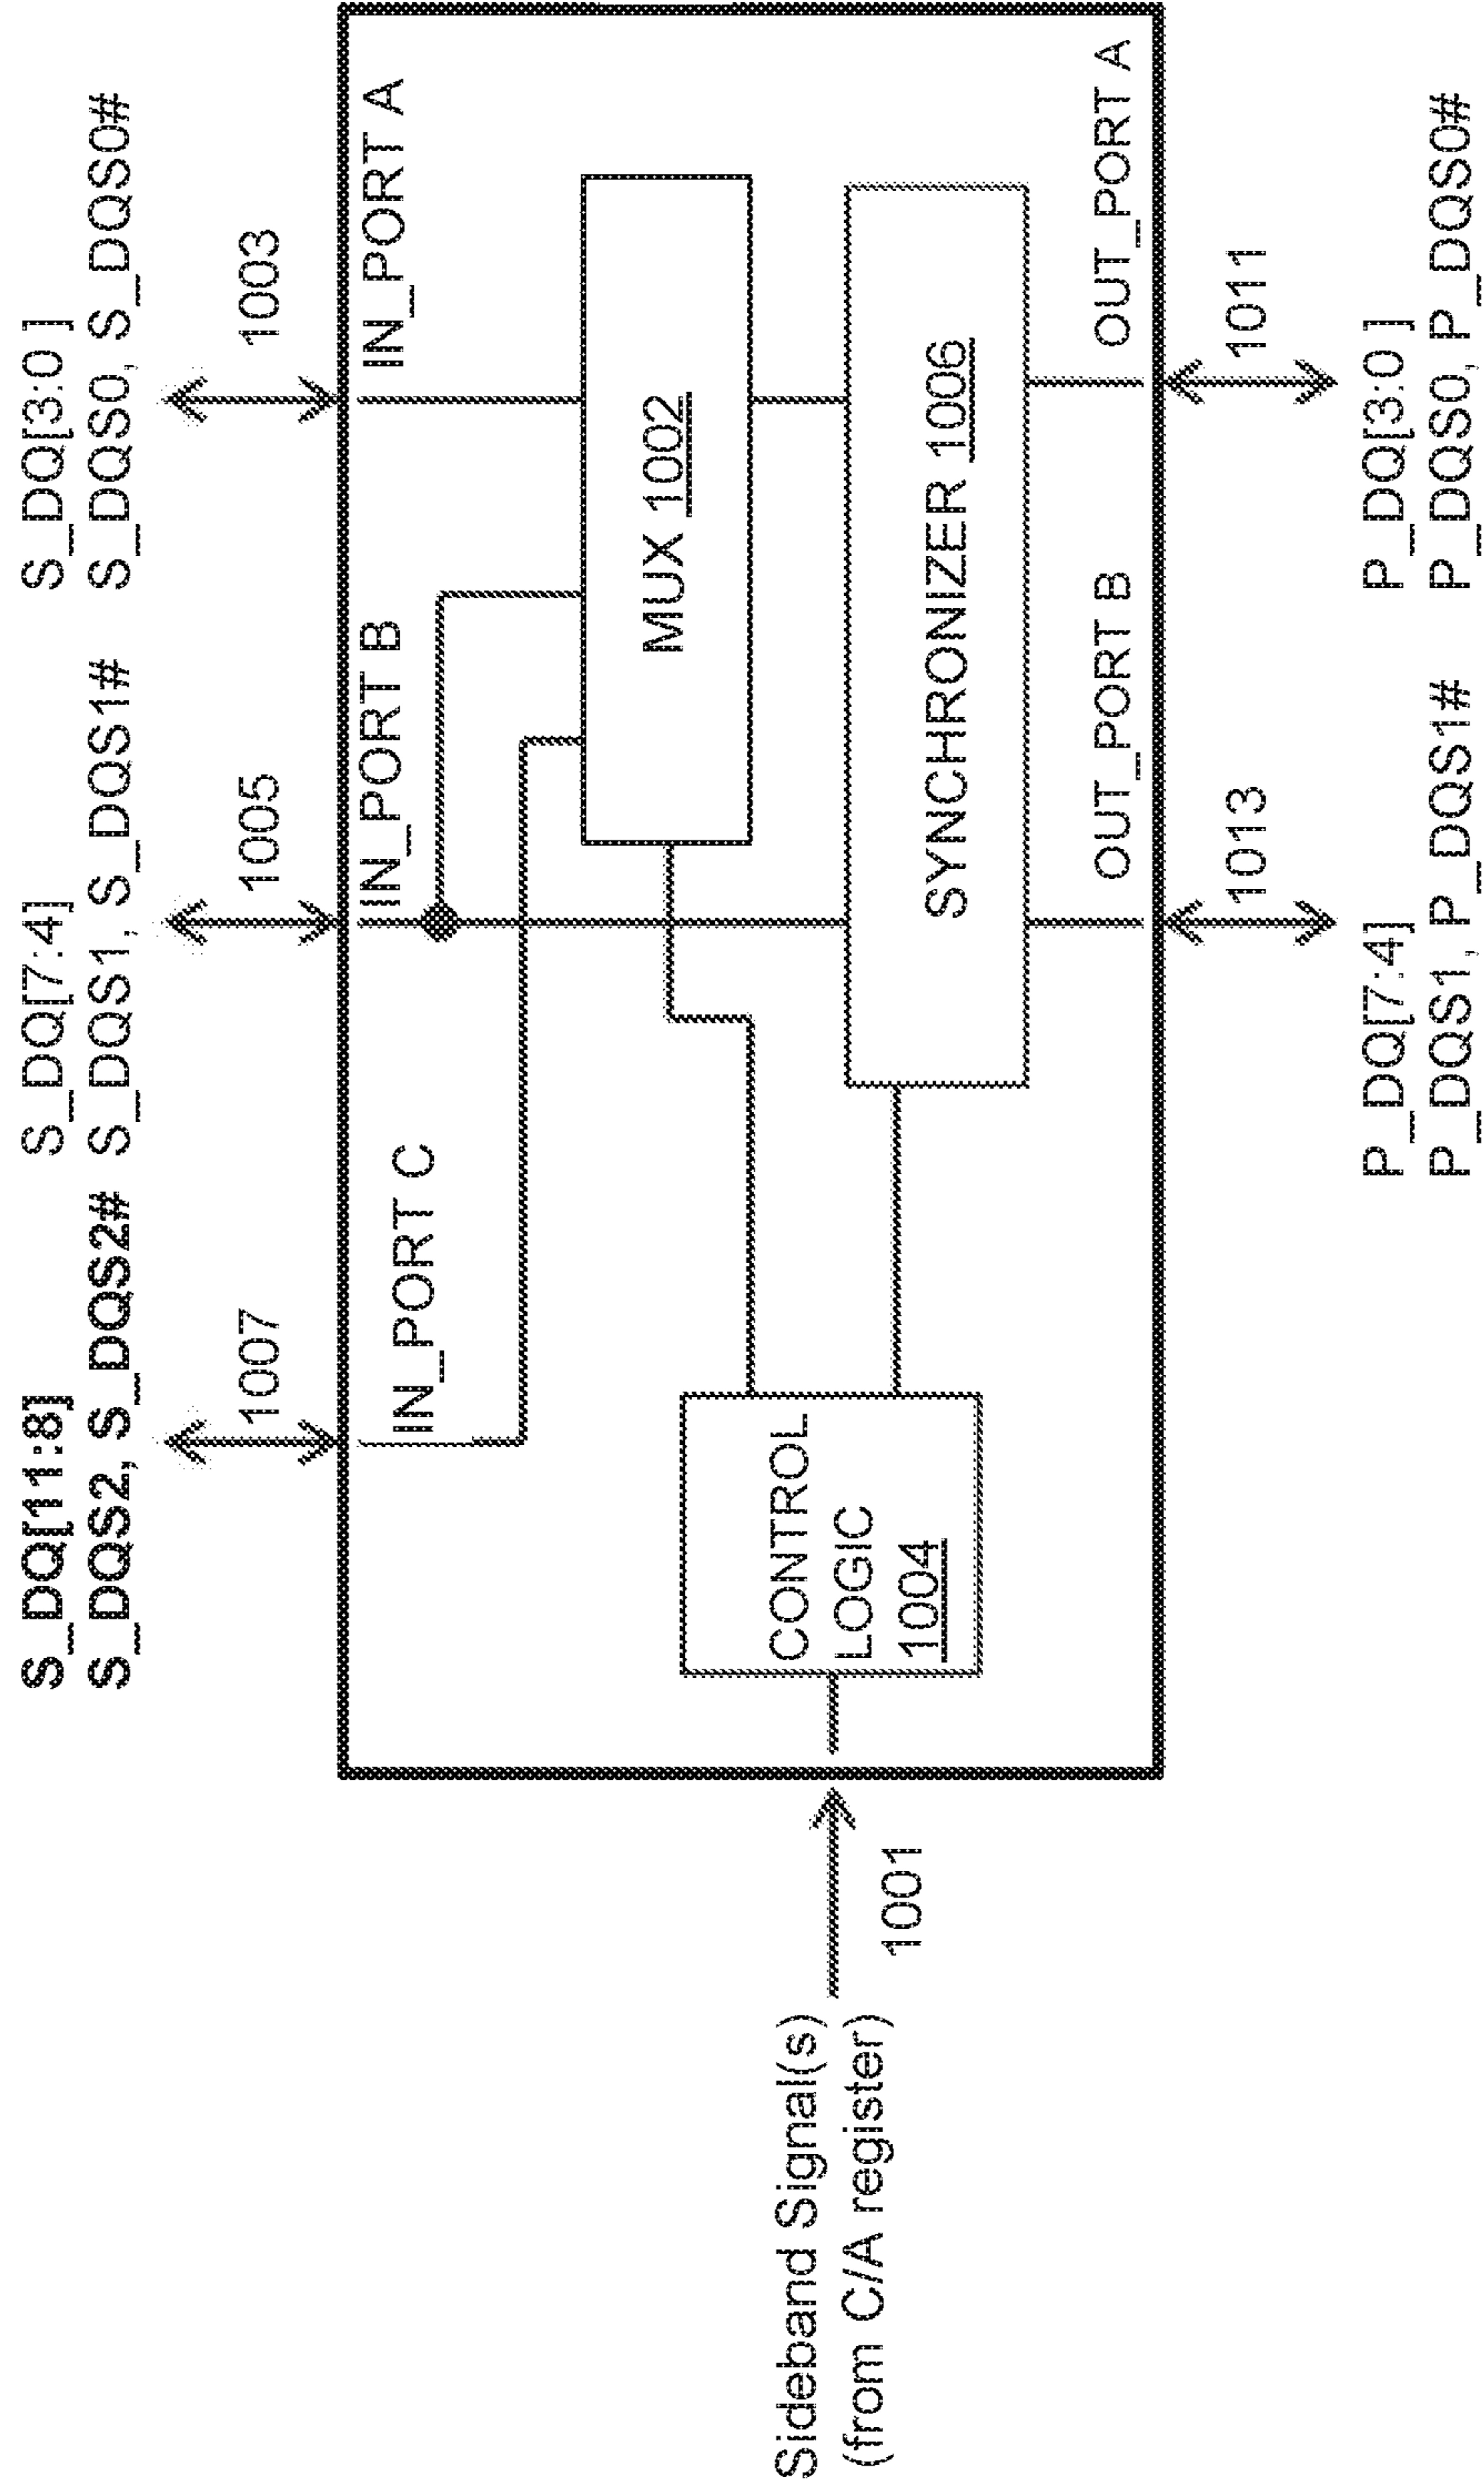 S_DQ[11:8]
S_DQS2, S_DQS2#
S_DQ[7:4]
S_DQS1, S_DQS1#
S_DQ[3:0 ]
S_DQS0, S_DQS0#
1007
1005
1003
IN_PORT C
IN_PORT B
IN_PORT A
MUX 1002
CONTROL
LOGIC
1004
SYNCHRONIZER 1006
Sideband Signal(s)
(from C/A register)
1001
OUT_PORT B
OUT_PORT A
1013
1011
P_DQ[7:4]
P_DQS1, P_DQS1#
P_DQ[3:0 ]
P_DQS0, P_DQS0#